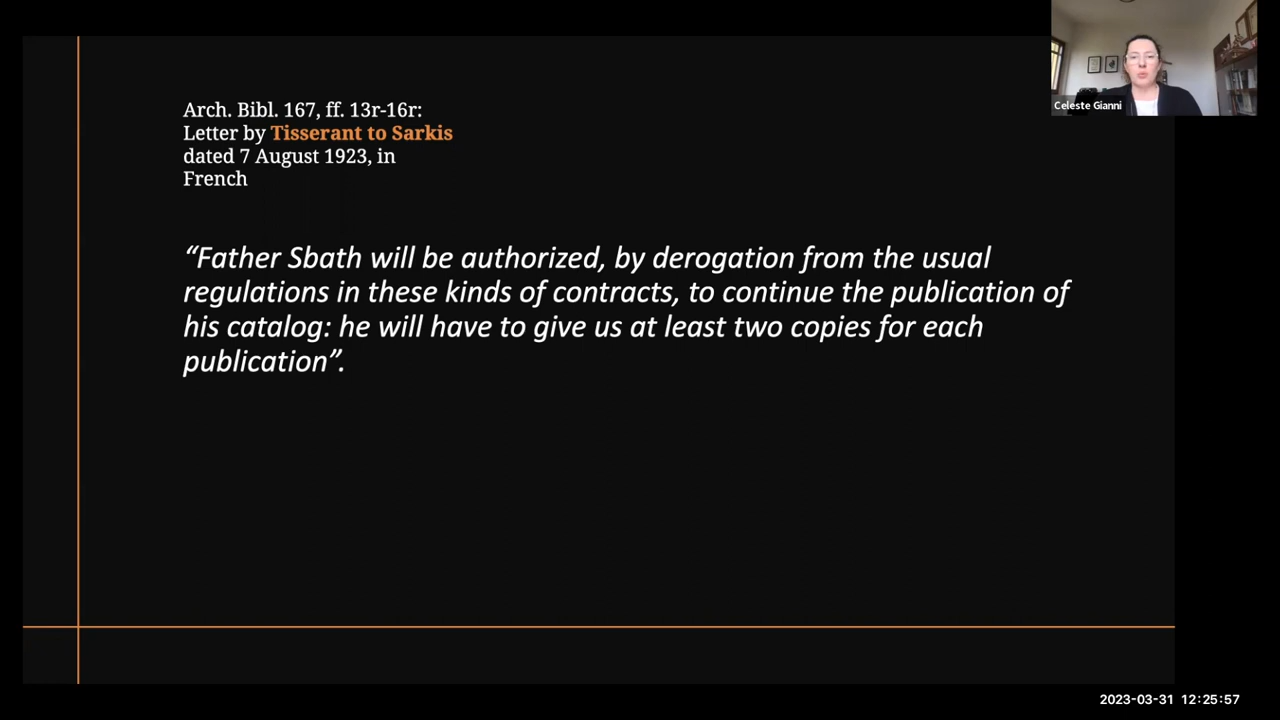 Arch. Bibl. 167, ff. 13r-16r:
Letter by Tisserant to Sarkis
dated 7 August 1923, in
French
“Father Sbath will be authorized, by derogation from the usual
regulations in these kinds of contracts, to continue the publication of
his catalog: he will have to give us at least two copies for each
publication”.
Celeste Gianni
2023-03-31 12:25:57